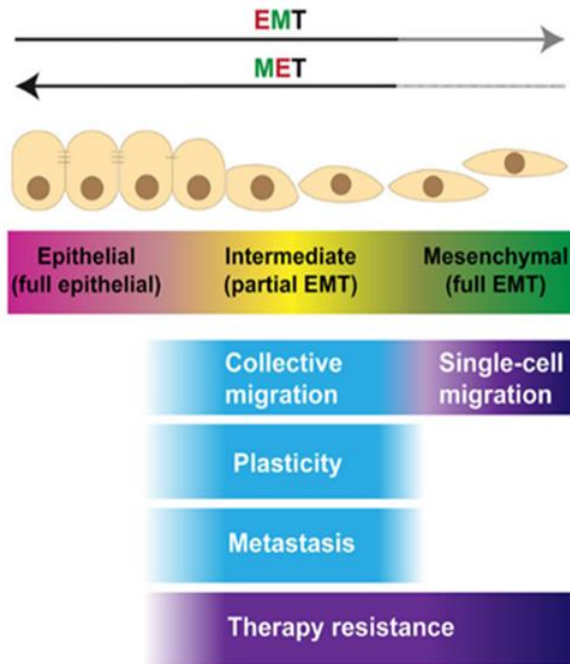 EMT
MET
Epithelial
(full epithelial)
Intermediate
(partial EMT)
Mesenchymal
(full EMT)
Collective
migration
Single-cell
migration
Plasticity
Metastasis
Therapy resistance